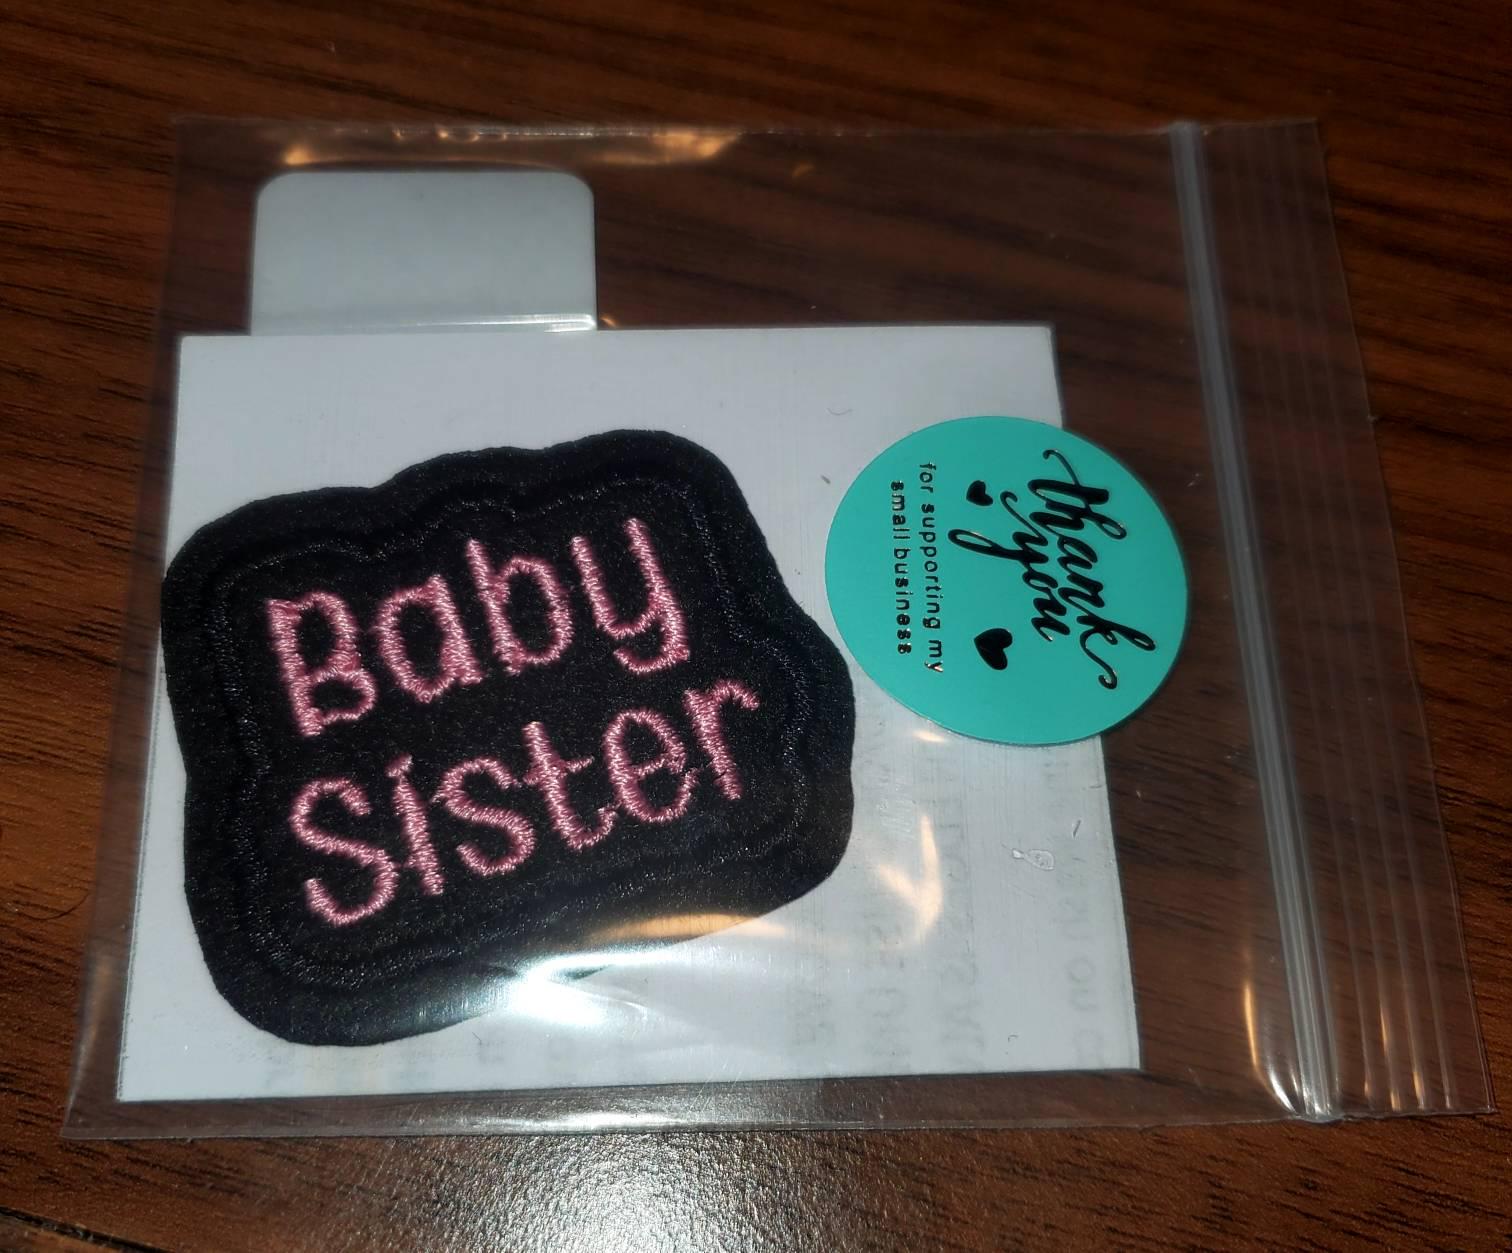 Baby
Sister
thank
you
for supporting my
small business